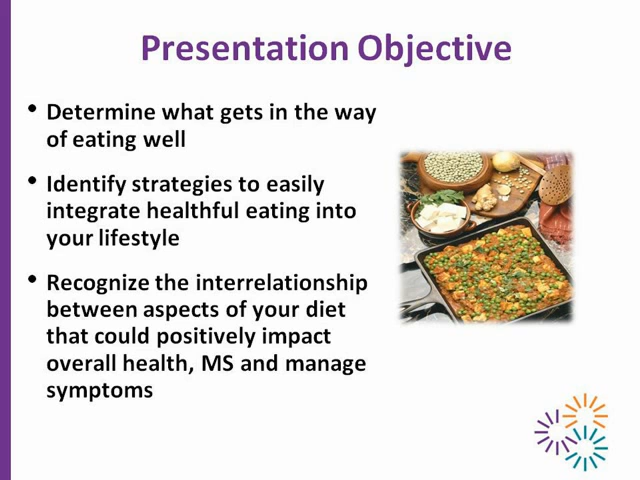 Presentation Objective
• Determine what gets in the way
of eating well
• Identify strategies to easily
integrate healthful eating into
your lifestyle
• Recognize the interrelationship
between aspects of your diet
that could positively impact
overall health, MS and manage
symptoms